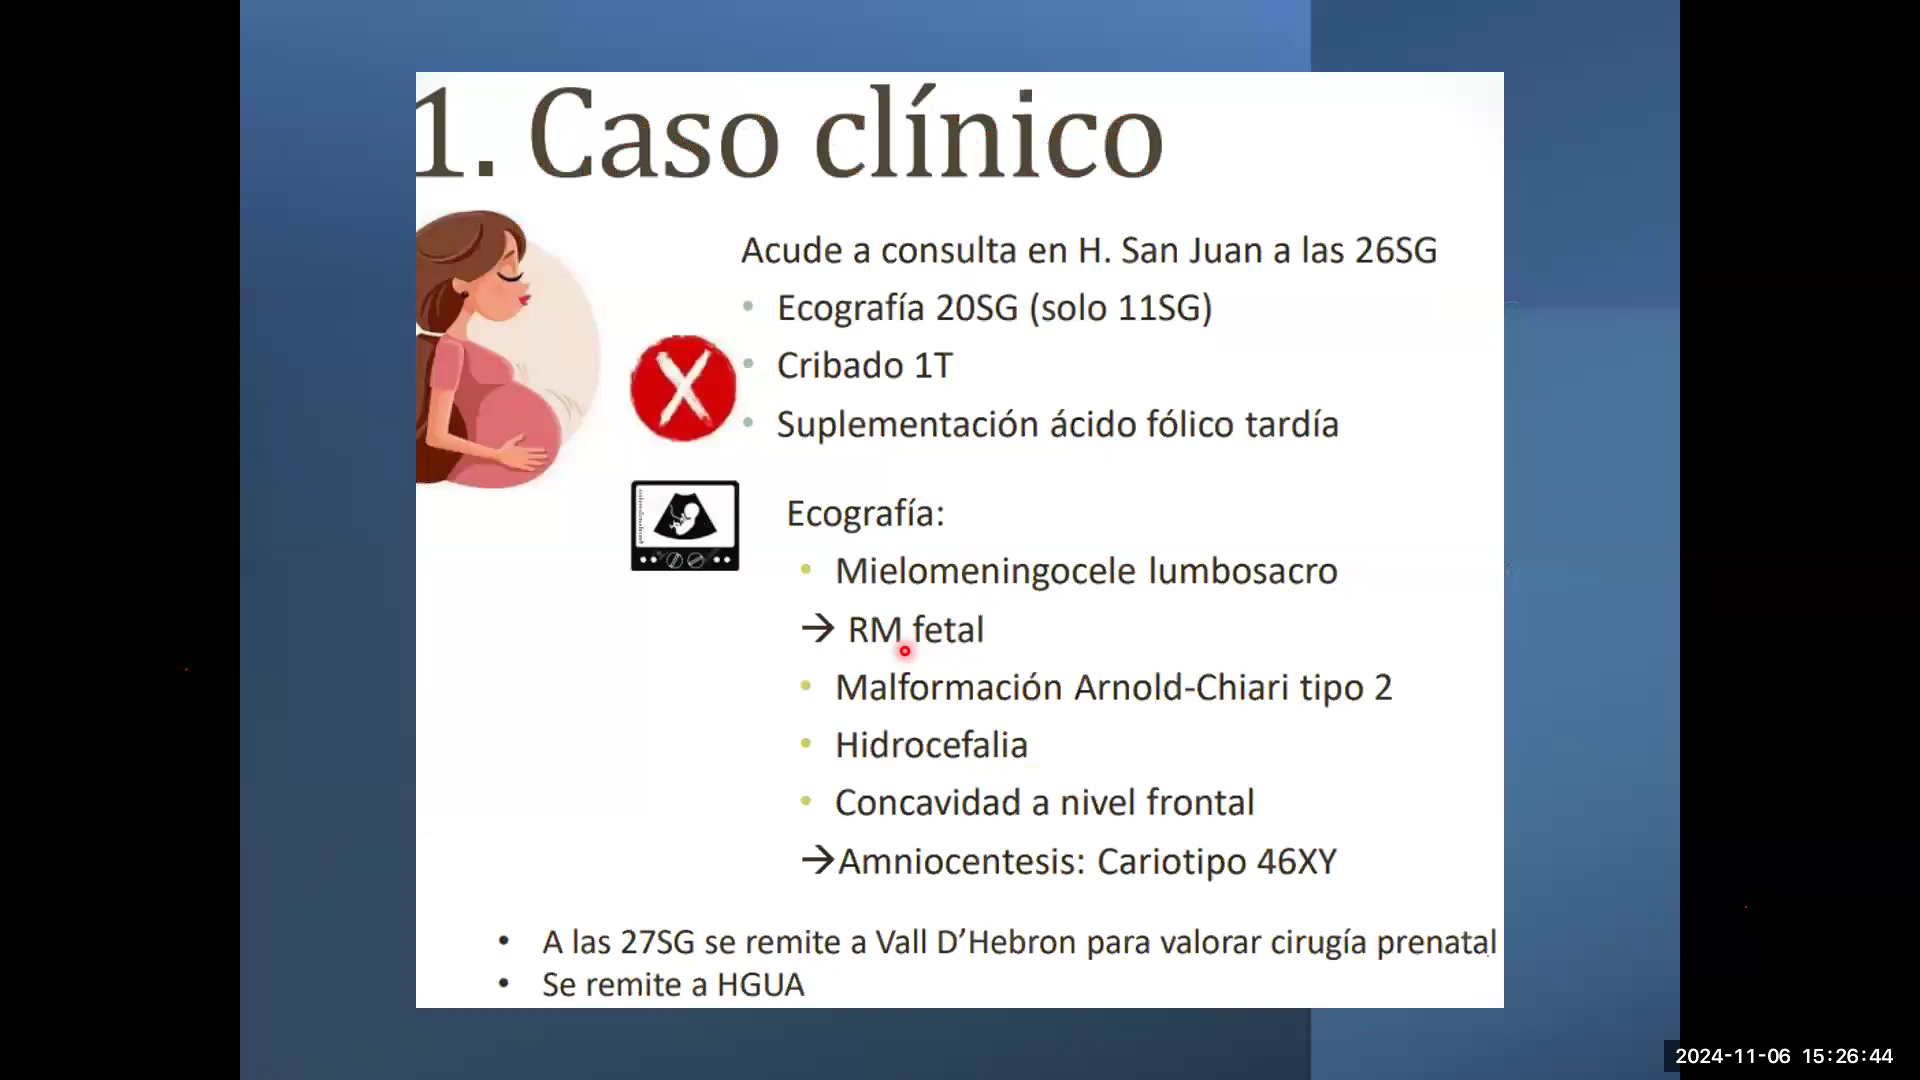 1. Caso clínico
Acude a consulta en H. San Juan a las 26SG
• Ecografía 20SG (solo 11SG)
• Cribado 1T
• Suplementación ácido fólico tardía
Ecografía:
• Mielomeningocele lumbosacro
→ RM fetal
• Malformación Arnold-Chiari tipo 2
• Hidrocefalia
• Concavidad a nivel frontal
→Amniocentesis: Cariotipo 46XY
• A las 27SG se remite a Vall D’Hebron para valorar cirugía prenatal
• Se remite a HGUA
2024-11-06 15:26:44